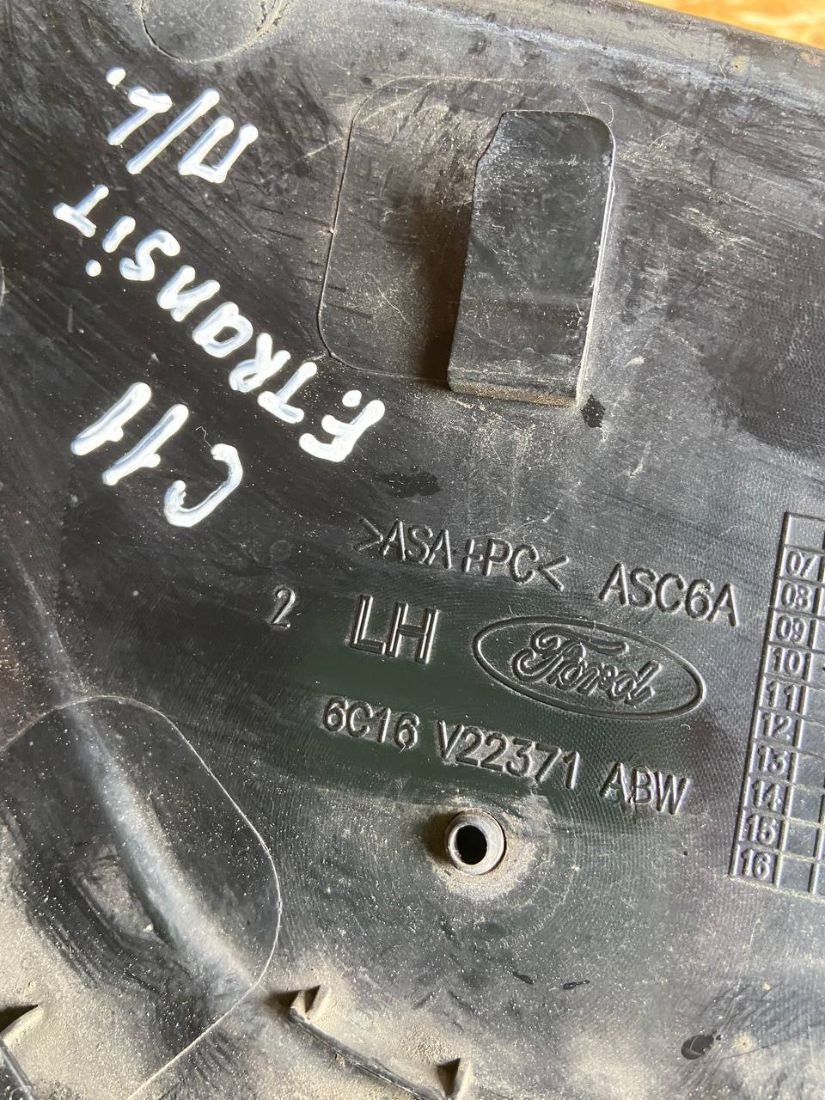 C11
F.TRANSIT
П/L.
>ASA+PC< ASC6A
2 LH Ford
6C16 V22371 ABW
07
08
09
10
11
12
13
14
15
16